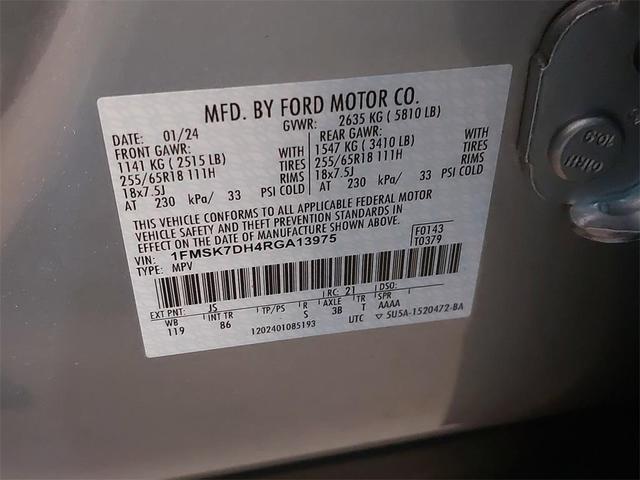 MFD. BY FORD MOTOR CO.
DATE: 01/24 GVWR: 2635 KG ( 5810 LB)
FRONT GAWR: WITH REAR GAWR: WITH
1141 KG ( 2515 LB) TIRES 1547 KG ( 3410 LB) TIRES
255/65R18 111H RIMS 255/65R18 111H RIMS
18x7.5J 18x7.5J
AT 230 kPa/ 33 PSI COLD AT 230 kPa/ 33 PSI COLD
THIS VEHICLE CONFORMS TO ALL APPLICABLE FEDERAL MOTOR
VEHICLE SAFETY AND THEFT PREVENTION STANDARDS IN
EFFECT ON THE DATE OF MANUFACTURE SHOWN ABOVE.
VIN: 1FMSK7DH4RGA13975 F0143
TYPE: MPV T0379
EXT PNT: JS RC: 21 DSO:
WB INT TR TP/PS R AXLE TR SPR
119 86 S 3B T AAAA
1202401085193 UTC ▽ 5U5A-1520472-BA